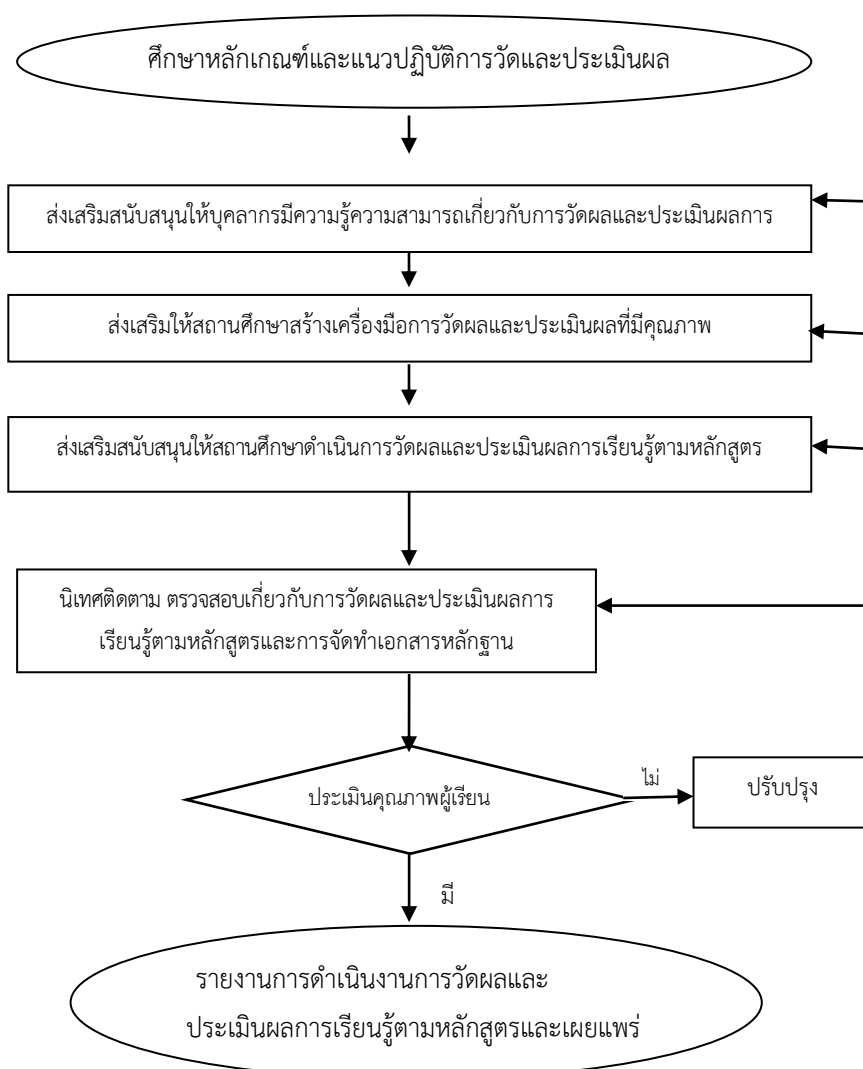 ศึกษาหลักเกณฑ์และแนวปฏิบัติการวัดและประเมินผล
ส่งเสริมสนับสนุนให้บุคลากรมีความรู้ความสามารถเกี่ยวกับการวัดผลและประเมินผลการ
ส่งเสริมให้สถานศึกษาสร้างเครื่องมือการวัดผลและประเมินผลที่มีคุณภาพ
ส่งเสริมสนับสนุนให้สถานศึกษาดำเนินการวัดผลและประเมินผลการเรียนรู้ตามหลักสูตร
นิเทศติดตาม ตรวจสอบเกี่ยวกับการวัดผลและประเมินผลการ
เรียนรู้ตามหลักสูตรและการจัดทำเอกสารหลักฐาน
ประเมินคุณภาพผู้เรียน
ไม่
ปรับปรุง
มี
รายงานการดำเนินงานการวัดผลและ
ประเมินผลการเรียนรู้ตามหลักสูตรและเผยแพร่